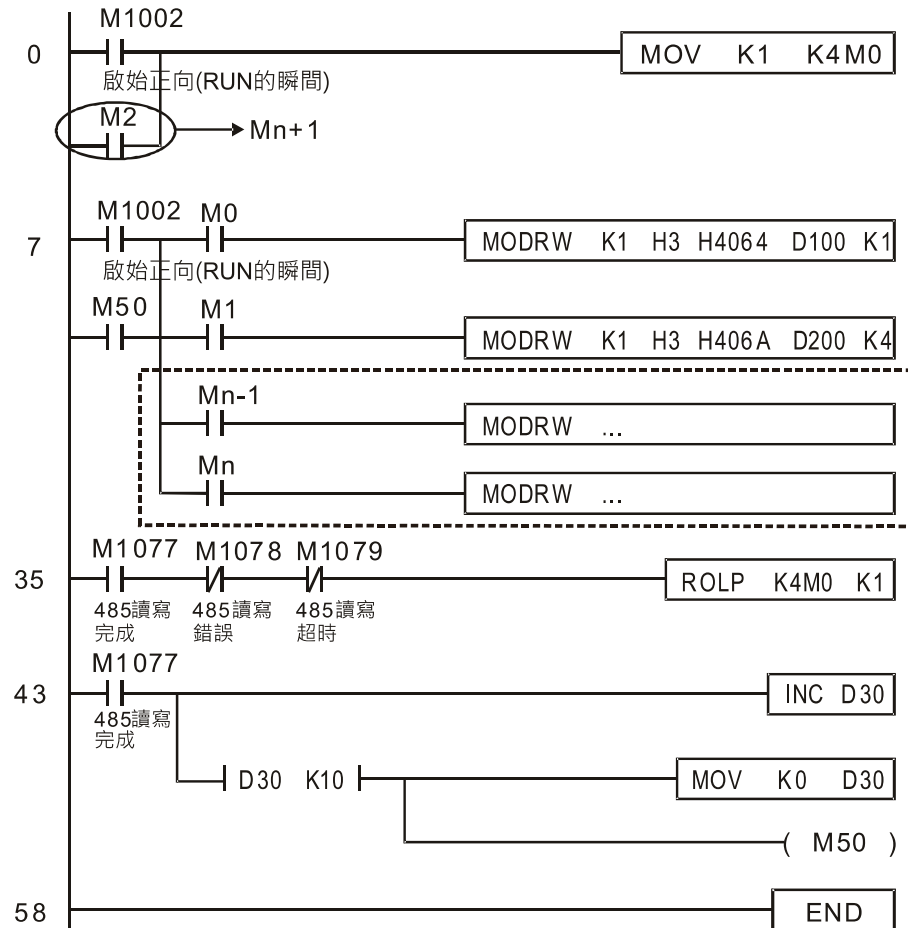 M1002
0 MOV K1 K4M0
啟始正向(RUN的瞬間)
M2
Mn+1
M1002 M0
7 MODRW K1 H3 H4064 D100 K1
啟始正向(RUN的瞬間)
M50 M1
MODRW K1 H3 H406A D200 K4
Mn-1
MODRW ...
Mn
MODRW ...
M1077 M1078 M1079
35 ROLP K4M0 K1
485讀寫 485讀寫 485讀寫
完成 錯誤 超時
M1077
43 INC D30
485讀寫
完成
D30 K10 MOV K0 D30
( M50 )
58 END